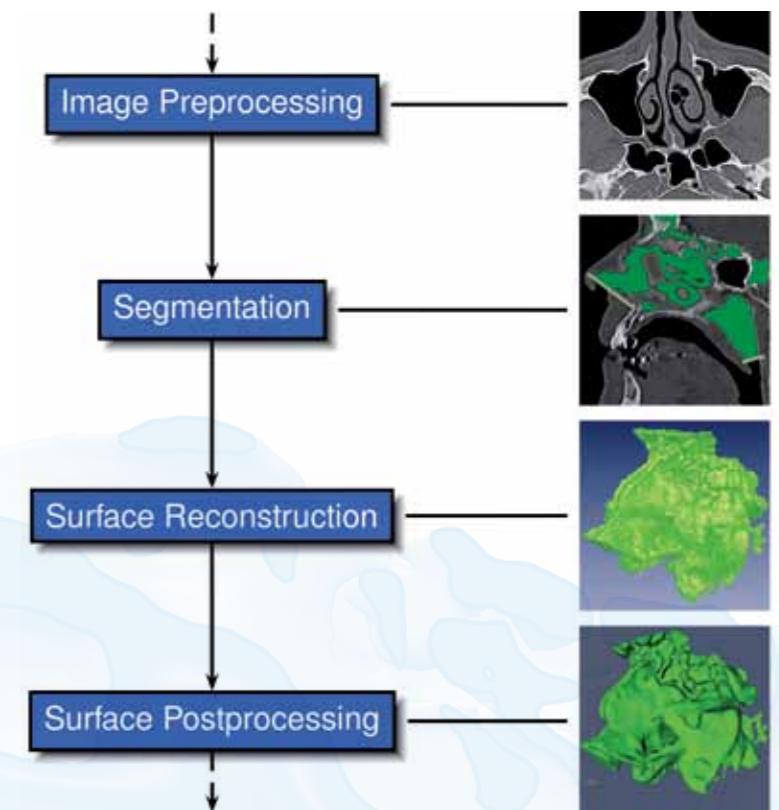 Image Preprocessing
Segmentation
Surface Reconstruction
Surface Postprocessing